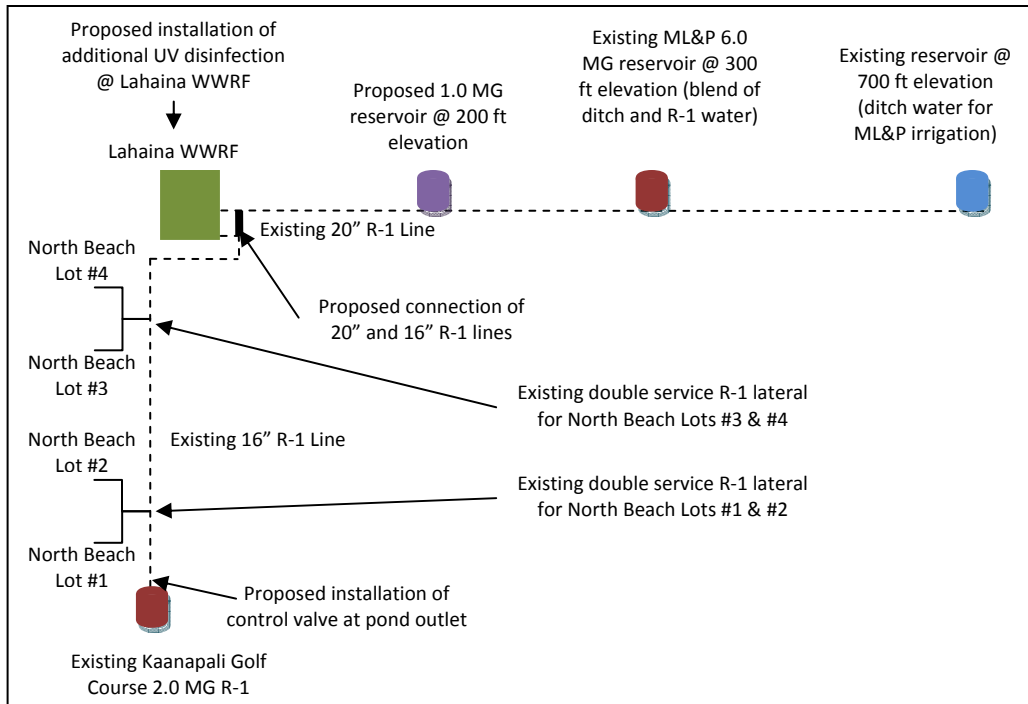 Proposed installation of
additional UV disinfection
@ Lahaina WWRF
Lahaina WWRF
Proposed 1.0 MG
reservoir @ 200 ft
elevation
Existing ML&P 6.0
MG reservoir @ 300
ft elevation (blend of
ditch and R-1 water)
Existing reservoir @
700 ft elevation
(ditch water for
ML&P irrigation)
Existing 20” R-1 Line
North Beach
Lot #4
Proposed connection of
20” and 16” R-1 lines
North Beach
Lot #3
Existing double service R-1 lateral
for North Beach Lots #3 & #4
North Beach
Lot #2
Existing 16” R-1 Line
Existing double service R-1 lateral
for North Beach Lots #1 & #2
North Beach
Lot #1
Proposed installation of
control valve at pond outlet
Existing Kaanapali Golf
Course 2.0 MG R-1